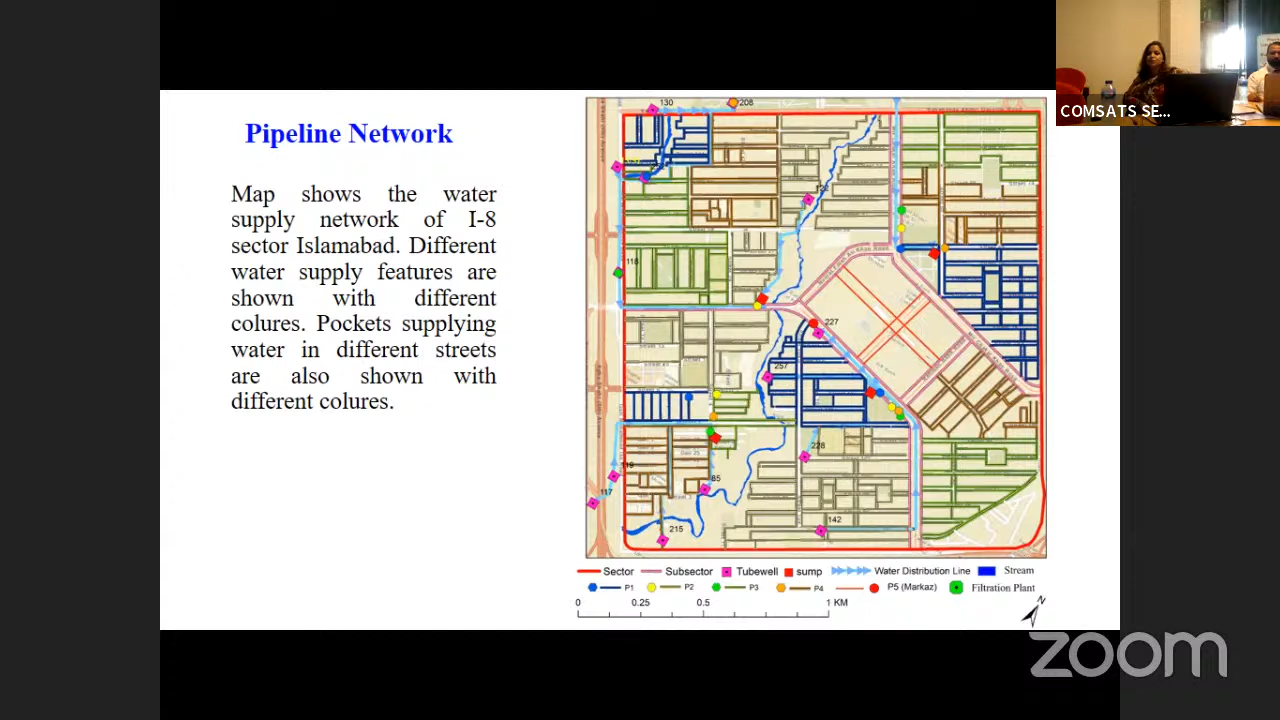 COMSATS SE...
Pipeline Network
Map shows the water
supply network of I-8
sector Islamabad. Different
water supply features are
shown with different
colures. Pockets supplying
water in different streets
are also shown with
different colures.
130
208
122
118
227
257
228
119
117
85
215
142
Sector
Subsector
Tubewell
sump
Water Distribution Line
Stream
P1
P2
P3
P4
P5 (Markaz)
Filtration Plant
0 0.25 0.5 1 KM
N
zoom